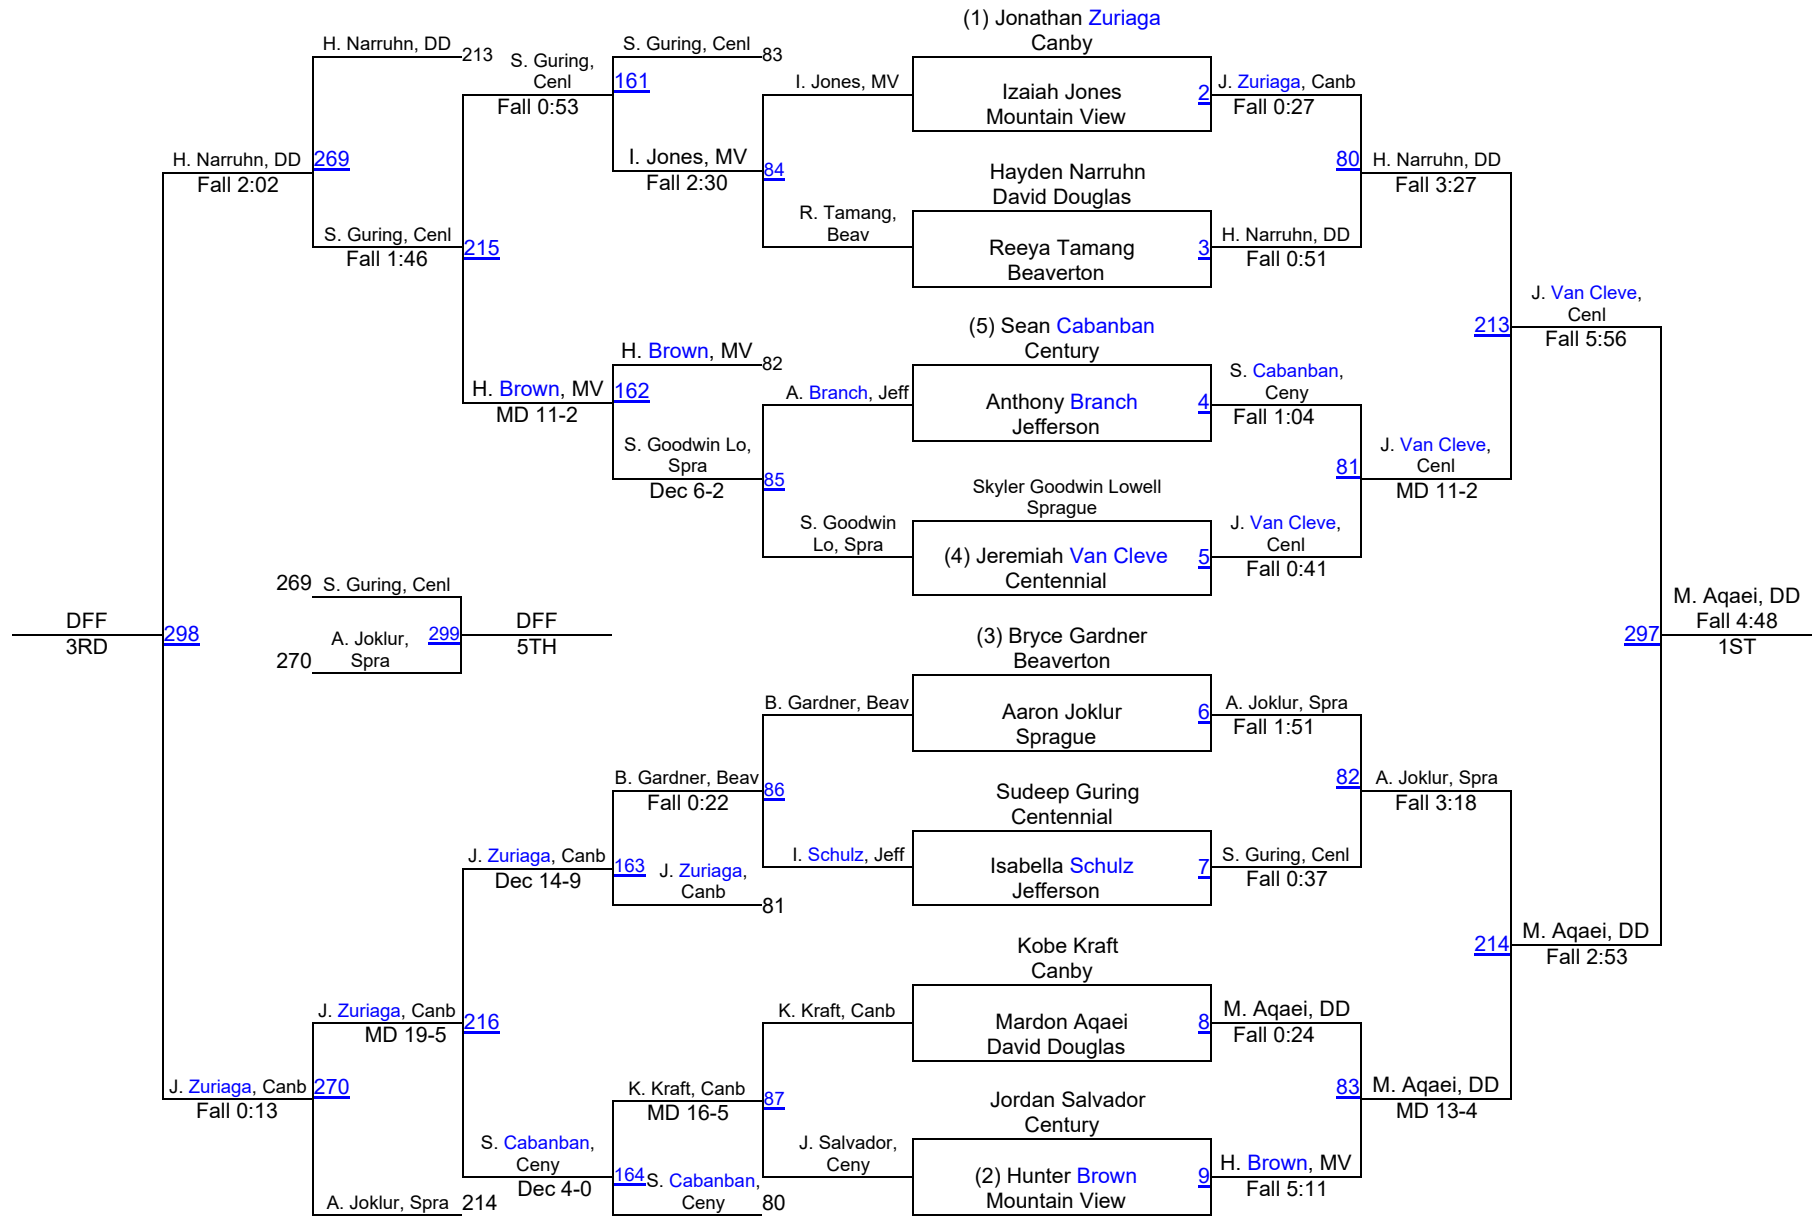 (1) Jonathan Zuriaga
Canby
Izaiah Jones
Mountain View
2
Hayden Narruhn
David Douglas
Reeya Tamang
Beaverton
3
(5) Sean Cabanban
Century
Anthony Branch
Jefferson
4
Skyler Goodwin Lowell
Sprague
(4) Jeremiah Van Cleve
Centennial
5
(3) Bryce Gardner
Beaverton
Aaron Joklur
Sprague
6
Sudeep Guring
Centennial
Isabella Schulz
Jefferson
7
Kobe Kraft
Canby
Mardon Aqaei
David Douglas
8
Jordan Salvador
Century
(2) Hunter Brown
Mountain View
9
J. Zuriaga, Canb
Fall 0:27
H. Narruhn, DD
Fall 0:51
S. Cabanban,
Ceny
Fall 1:04
J. Van Cleve,
Cenl
Fall 0:41
A. Joklur, Spra
Fall 1:51
S. Guring, Cenl
Fall 0:37
M. Aqaei, DD
Fall 0:24
H. Brown, MV
Fall 5:11
80
H. Narruhn, DD
Fall 3:27
81
J. Van Cleve,
Cenl
MD 11-2
82
A. Joklur, Spra
Fall 3:18
83
M. Aqaei, DD
MD 13-4
213
J. Van Cleve,
Cenl
Fall 5:56
214
M. Aqaei, DD
Fall 2:53
297
M. Aqaei, DD
Fall 4:48
1ST
I. Jones, MV
R. Tamang,
Beav
84
A. Branch, Jeff
S. Goodwin
Lo, Spra
85
B. Gardner, Beav
I. Schulz, Jeff
86
K. Kraft, Canb
J. Salvador,
Ceny
87
S. Guring, Cenl
83
161
I. Jones, MV
Fall 2:30
H. Brown, MV
82
162
S. Goodwin Lo,
Spra
Dec 6-2
B. Gardner, Beav
Fall 0:22
163
J. Zuriaga,
Canb
81
K. Kraft, Canb
MD 16-5
164
S. Cabanban,
Ceny
80
S. Guring,
Cenl
Fall 0:53
215
H. Brown, MV
MD 11-2
J. Zuriaga, Canb
Dec 14-9
216
S. Cabanban,
Ceny
Dec 4-0
H. Narruhn, DD
213
269
S. Guring, Cenl
Fall 1:46
J. Zuriaga, Canb
MD 19-5
270
A. Joklur, Spra
214
H. Narruhn, DD
Fall 2:02
J. Zuriaga, Canb
Fall 0:13
298
DFF
3RD
269
S. Guring, Cenl
270
A. Joklur,
Spra
299
DFF
5TH